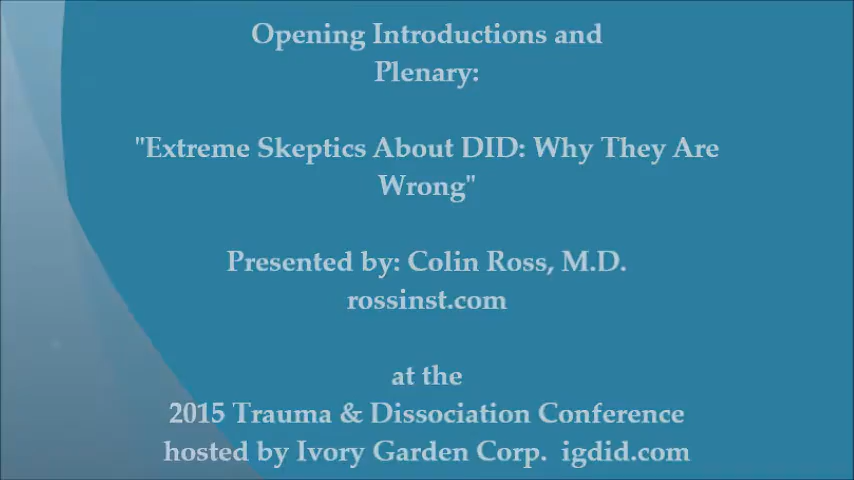 Opening Introductions and
Plenary:
"Extreme Skeptics About DID: Why They Are
Wrong"
Presented by: Colin Ross, M.D.
rossinst.com
at the
2015 Trauma & Dissociation Conference
hosted by Ivory Garden Corp.  igdid.com